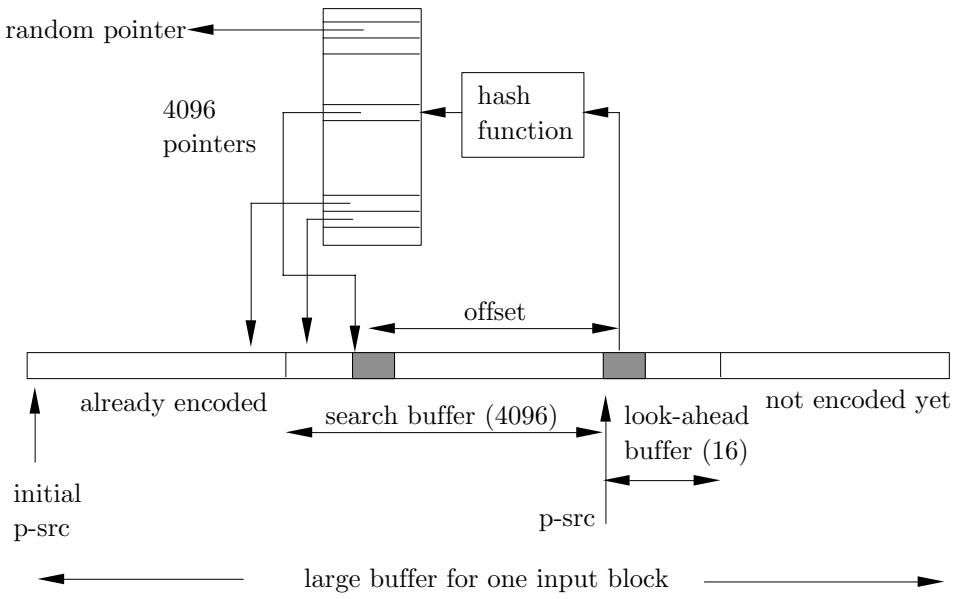 random pointer
4096
pointers
hash
function
offset
already encoded
search buffer (4096)
look-ahead
buffer (16)
not encoded yet
initial
p-src
p-src
large buffer for one input block